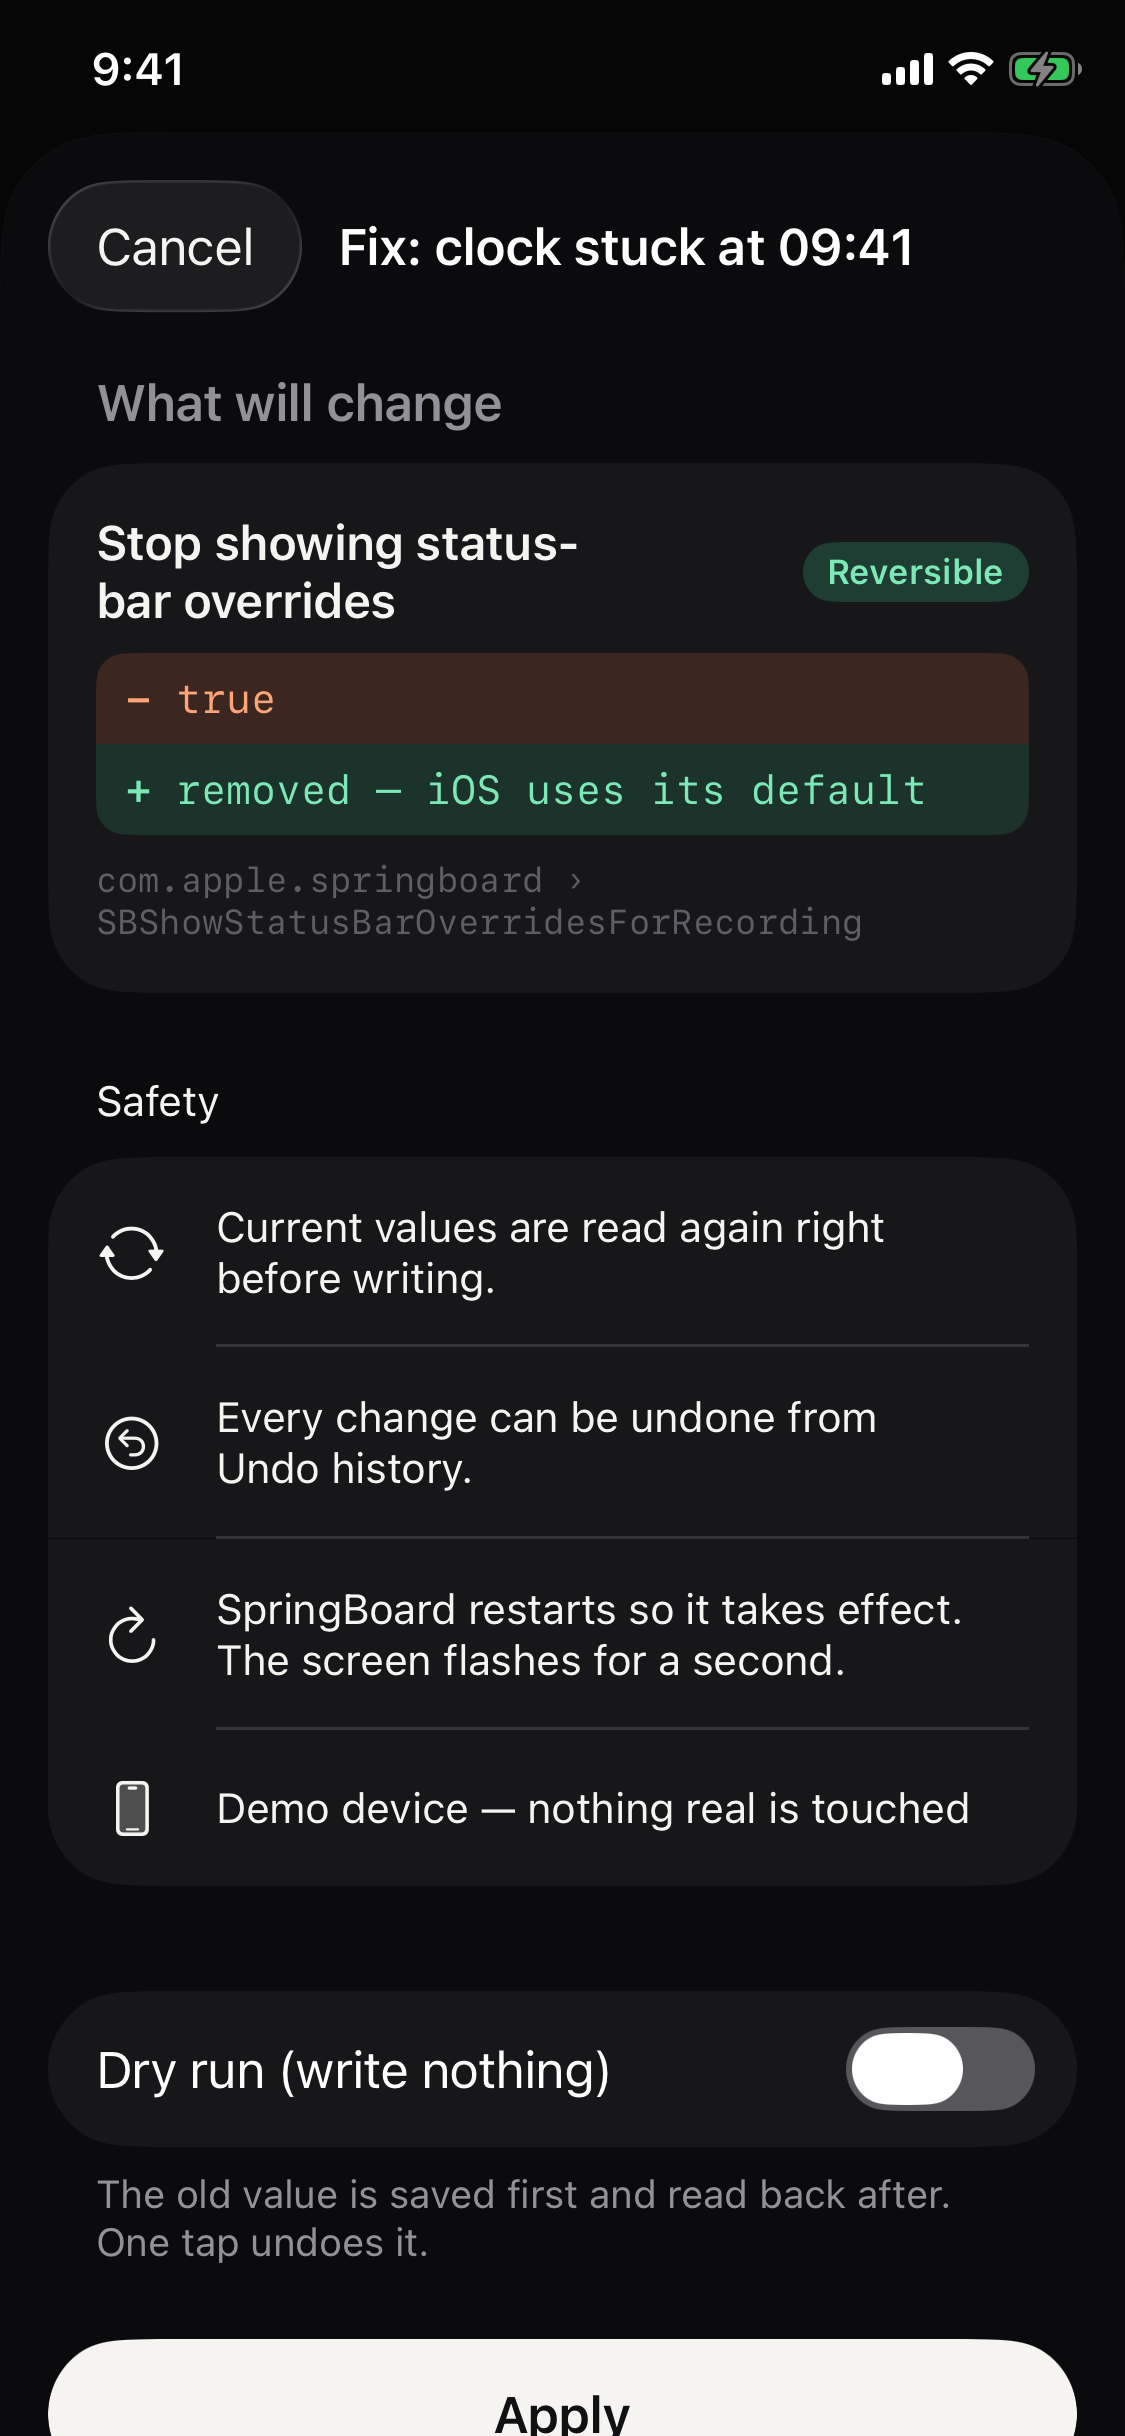 9:41
Cancel
Fix: clock stuck at 09:41
What will change
Stop showing status-
bar overrides
Reversible
− true
+ removed — iOS uses its default
com.apple.springboard ›
SBShowStatusBarOverridesForRecording
Safety
Current values are read again right
before writing.
Every change can be undone from
Undo history.
SpringBoard restarts so it takes effect.
The screen flashes for a second.
Demo device — nothing real is touched
Dry run (write nothing)
The old value is saved first and read back after.
One tap undoes it.
Apply